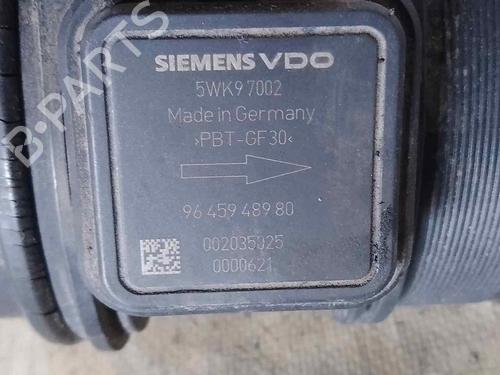 B-PARTS
SIEMENS VDO
5WK9 7002
Made in Germany
>PBT-GF30<
96 459 489 80
002035025
0000621